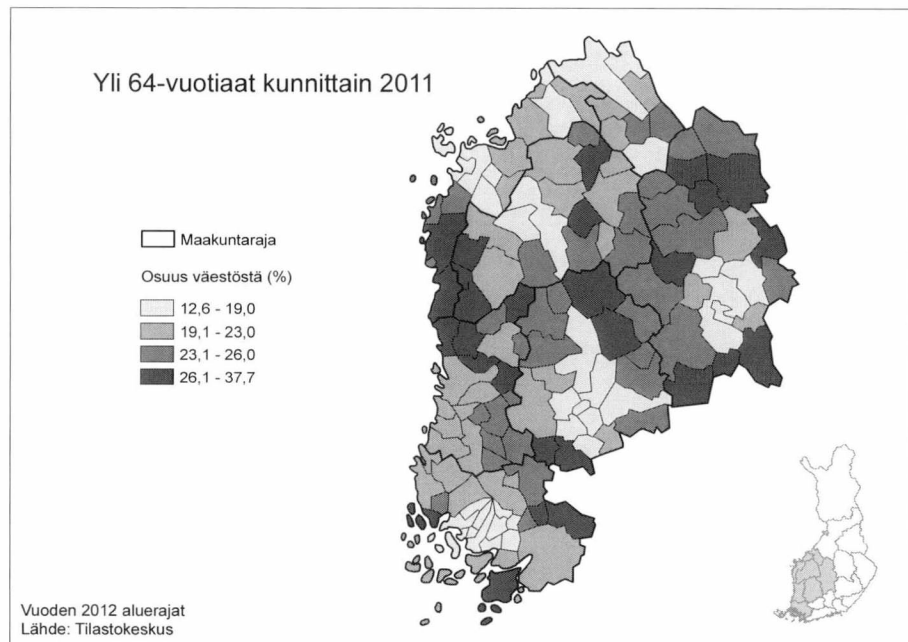 Yli 64-vuotiaat kunnittain 2011
Maakuntaraja
Osuus väestöstä (%)
12,6 - 19,0
19,1 - 23,0
23,1 - 26,0
26,1 - 37,7
Vuoden 2012 aluerajat
Lähde: Tilastokeskus